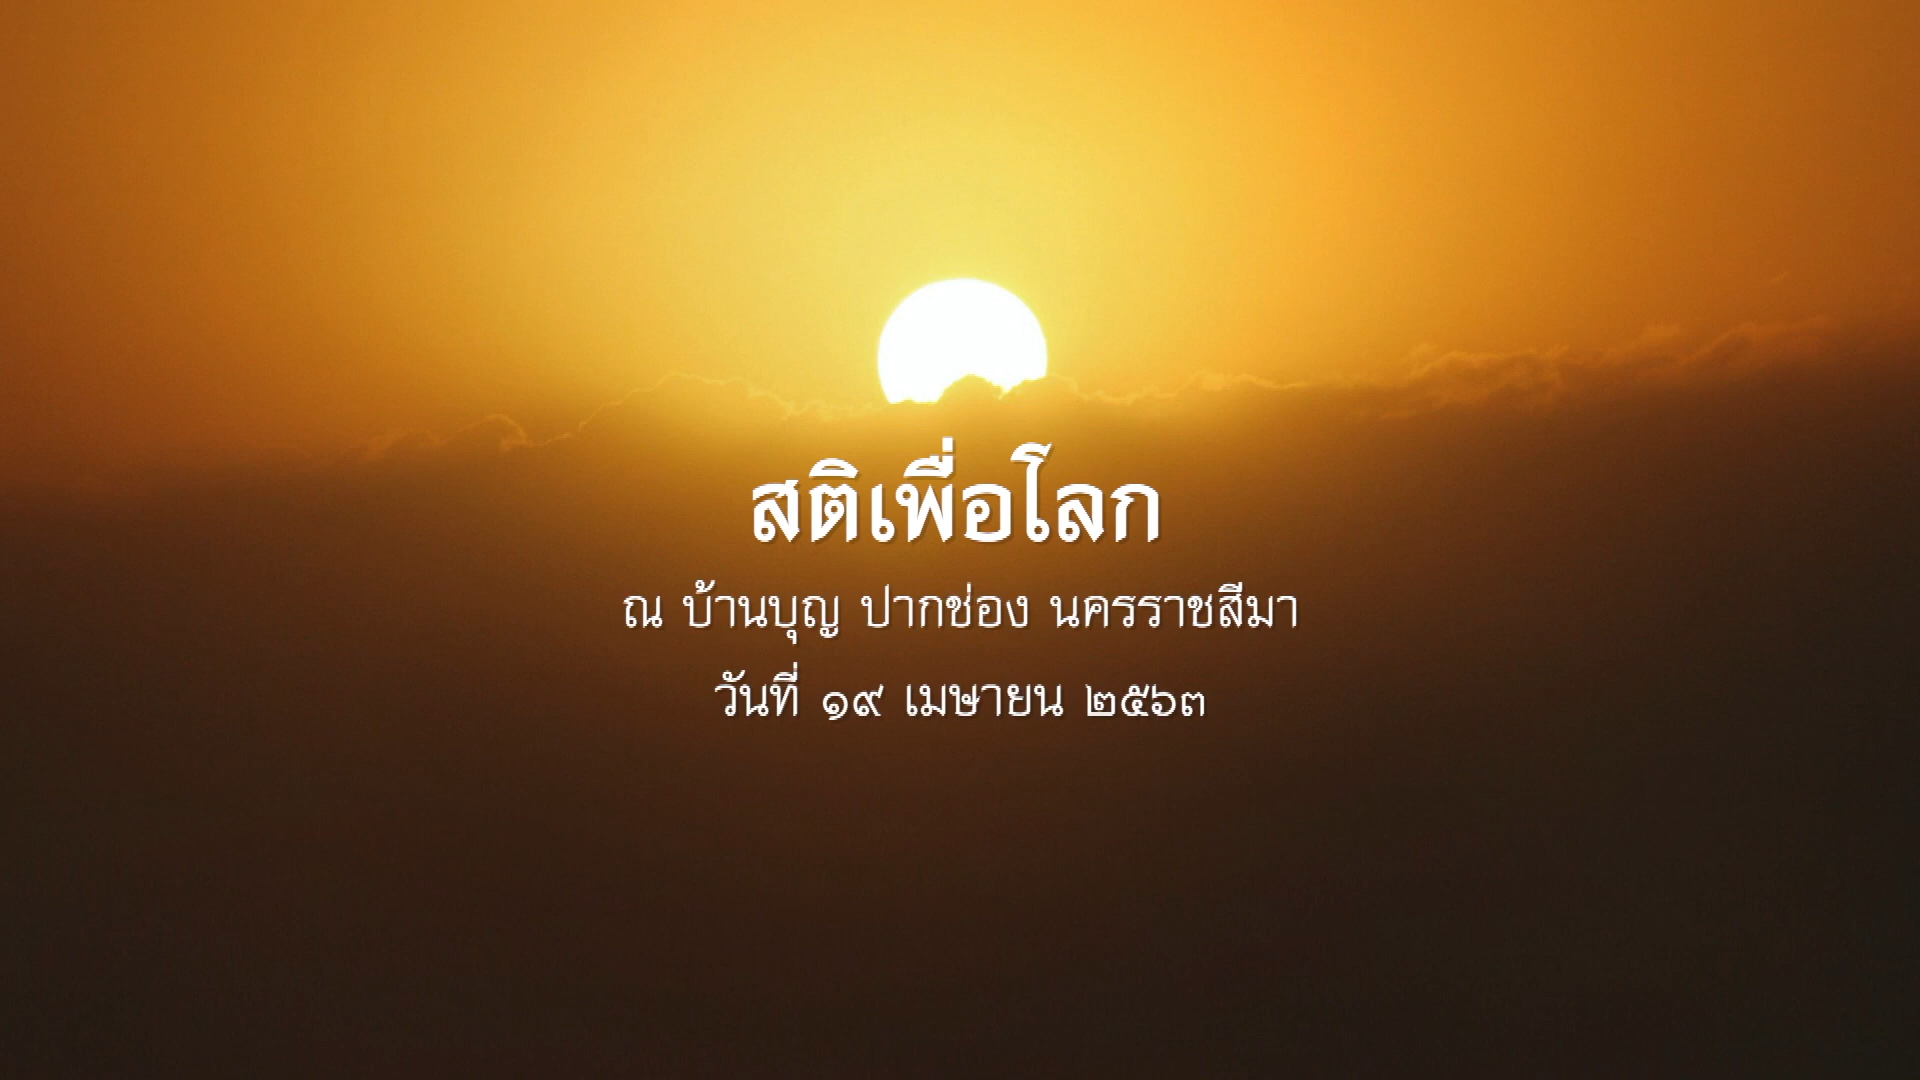 สติเพื่อโลก
ณ บ้านบุญ ปากช่อง นครราชสีมา
วันที่ ๑๙ เมษายน ๒๕๖๓